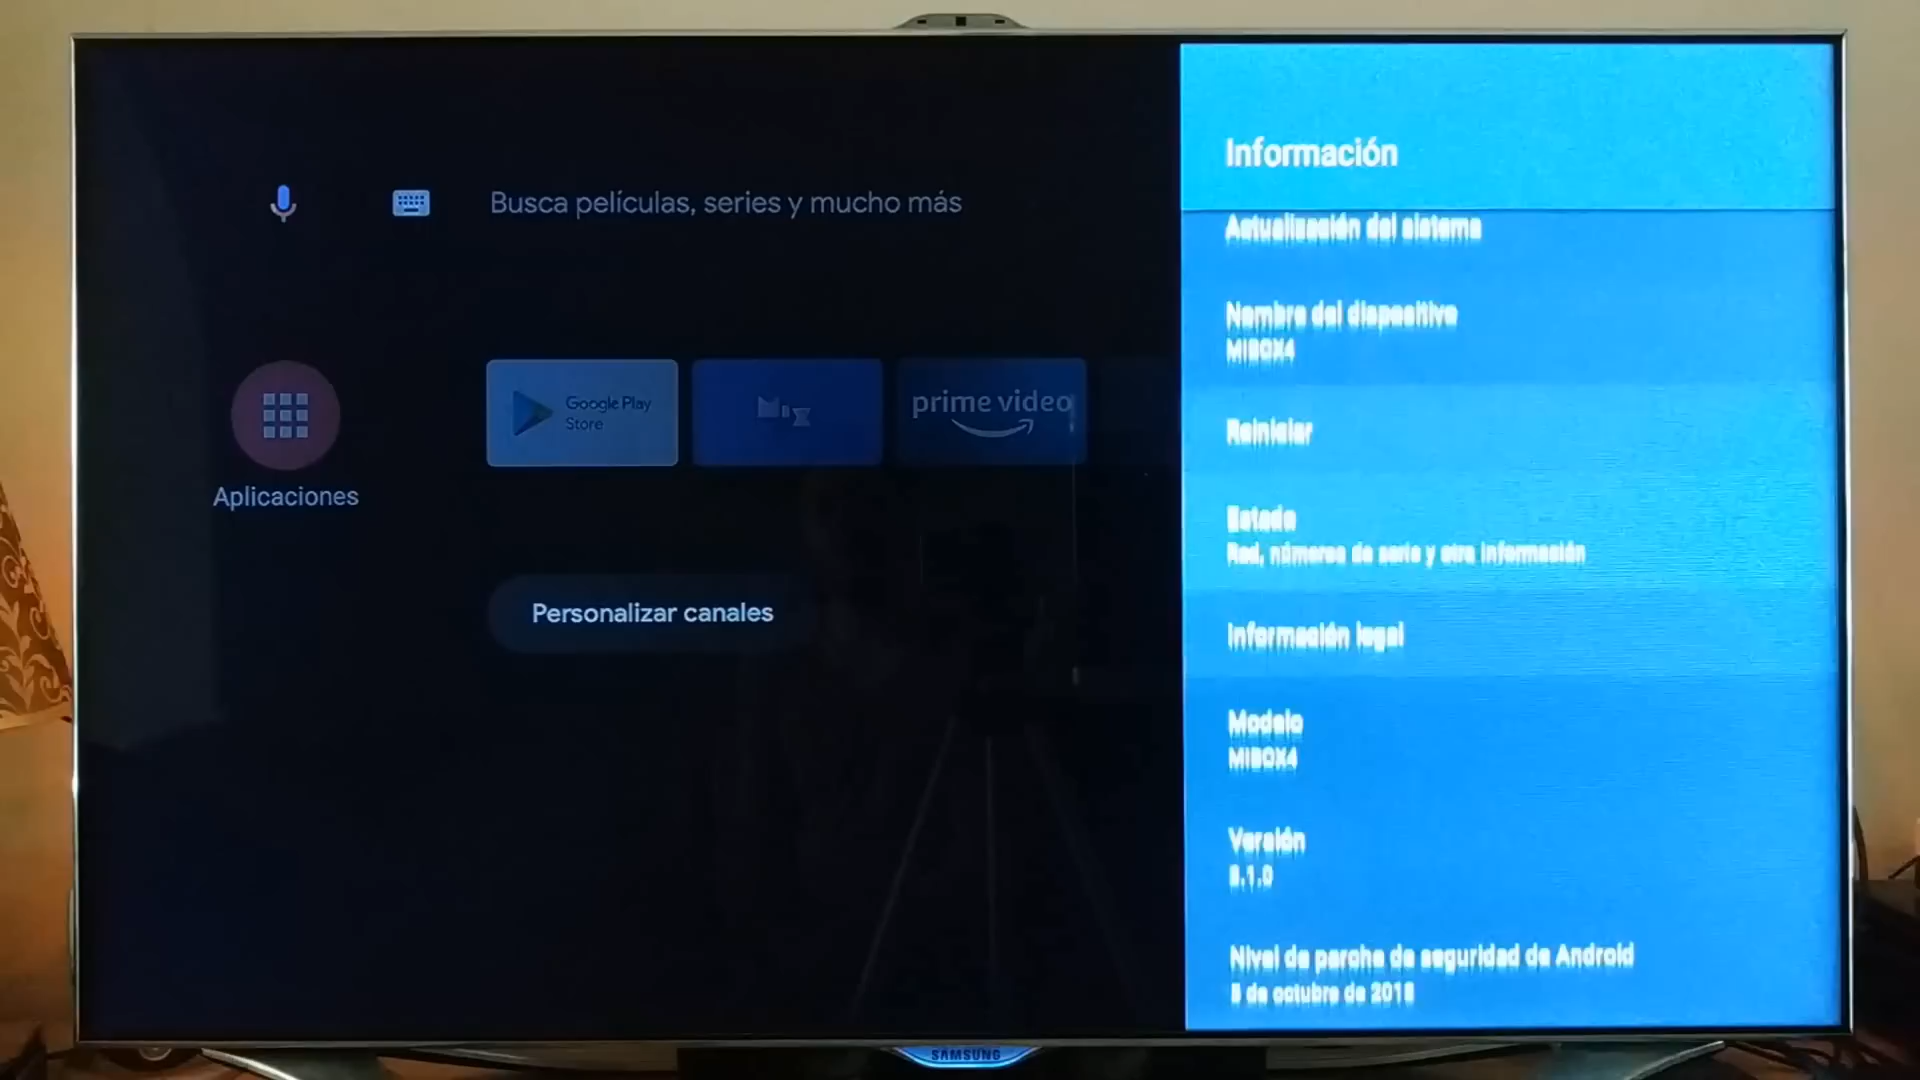 Busca películas, series y mucho más
Aplicaciones
Google Play
Store
prime video
Personalizar canales
Información
Actualización del sistema
Nombre del dispositivo
MIBOX4
Reiniciar
Estado
Red, números de serie y otra información
Información legal
Modelo
MIBOX4
Versión
8.1.0
Nivel de parche de seguridad de Android
5 de octubre de 2018
SAMSUNG